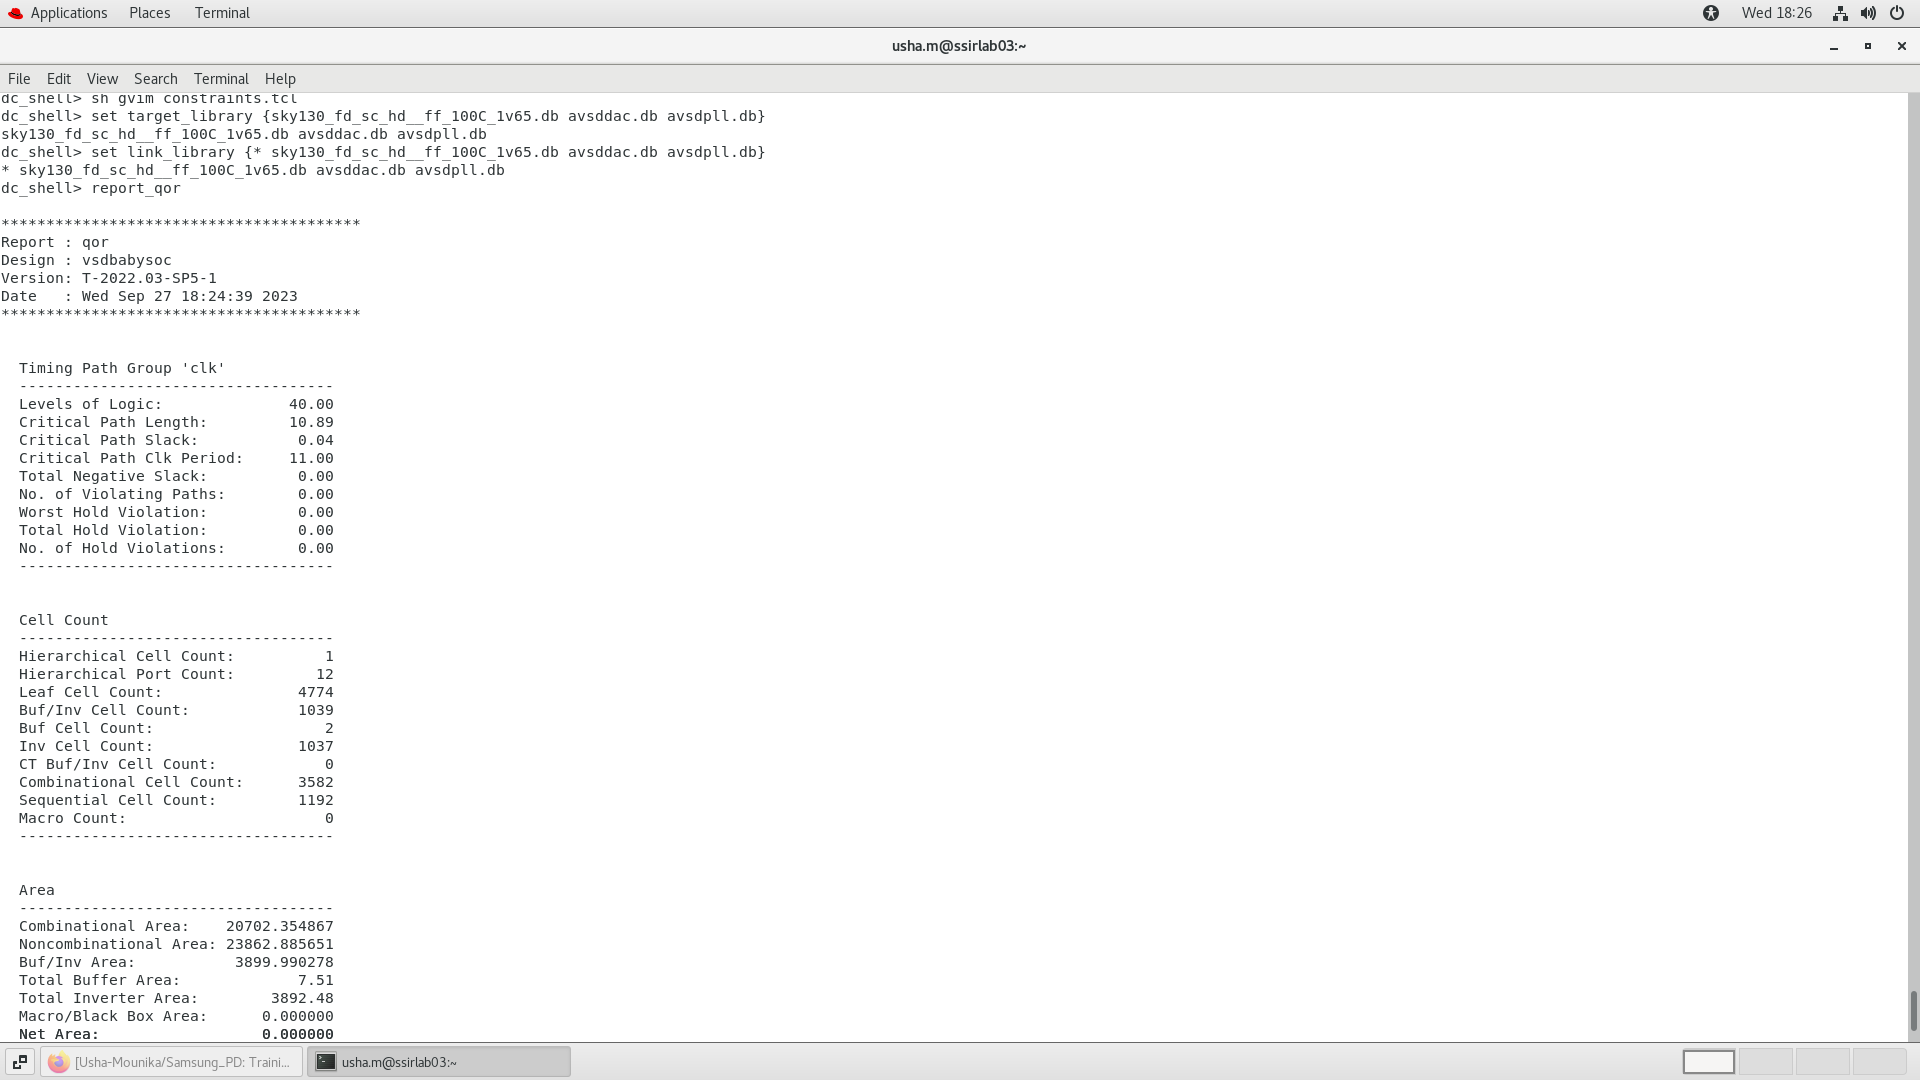 Applications Places Terminal Wed 18:26
usha.m@ssirlab03:~
File Edit View Search Terminal Help
dc_shell> sh gvim constraints.tcl
dc_shell> set target_library {sky130_fd_sc_hd__ff_100C_1v65.db avsddac.db avsdpll.db}
sky130_fd_sc_hd__ff_100C_1v65.db avsddac.db avsdpll.db
dc_shell> set link_library {* sky130_fd_sc_hd__ff_100C_1v65.db avsddac.db avsdpll.db}
* sky130_fd_sc_hd__ff_100C_1v65.db avsddac.db avsdpll.db
dc_shell> report_qor
****************************************
Report : qor
Design : vsdbabysoc
Version: T-2022.03-SP5-1
Date   : Wed Sep 27 18:24:39 2023
****************************************
Timing Path Group 'clk'
-----------------------------------
Levels of Logic:              40.00
Critical Path Length:         10.89
Critical Path Slack:           0.04
Critical Path Clk Period:     11.00
Total Negative Slack:          0.00
No. of Violating Paths:        0.00
Worst Hold Violation:          0.00
Total Hold Violation:          0.00
No. of Hold Violations:        0.00
-----------------------------------
Cell Count
-----------------------------------
Hierarchical Cell Count:          1
Hierarchical Port Count:         12
Leaf Cell Count:               4774
Buf/Inv Cell Count:            1039
Buf Cell Count:                   2
Inv Cell Count:                1037
CT Buf/Inv Cell Count:            0
Combinational Cell Count:      3582
Sequential Cell Count:         1192
Macro Count:                      0
-----------------------------------
Area
-----------------------------------
Combinational Area:    20702.354867
Noncombinational Area: 23862.885651
Buf/Inv Area:           3899.990278
Total Buffer Area:             7.51
Total Inverter Area:        3892.48
Macro/Black Box Area:      0.000000
Net Area:                  0.000000
[Usha-Mounika/Samsung_PD: Traini... usha.m@ssirlab03:~